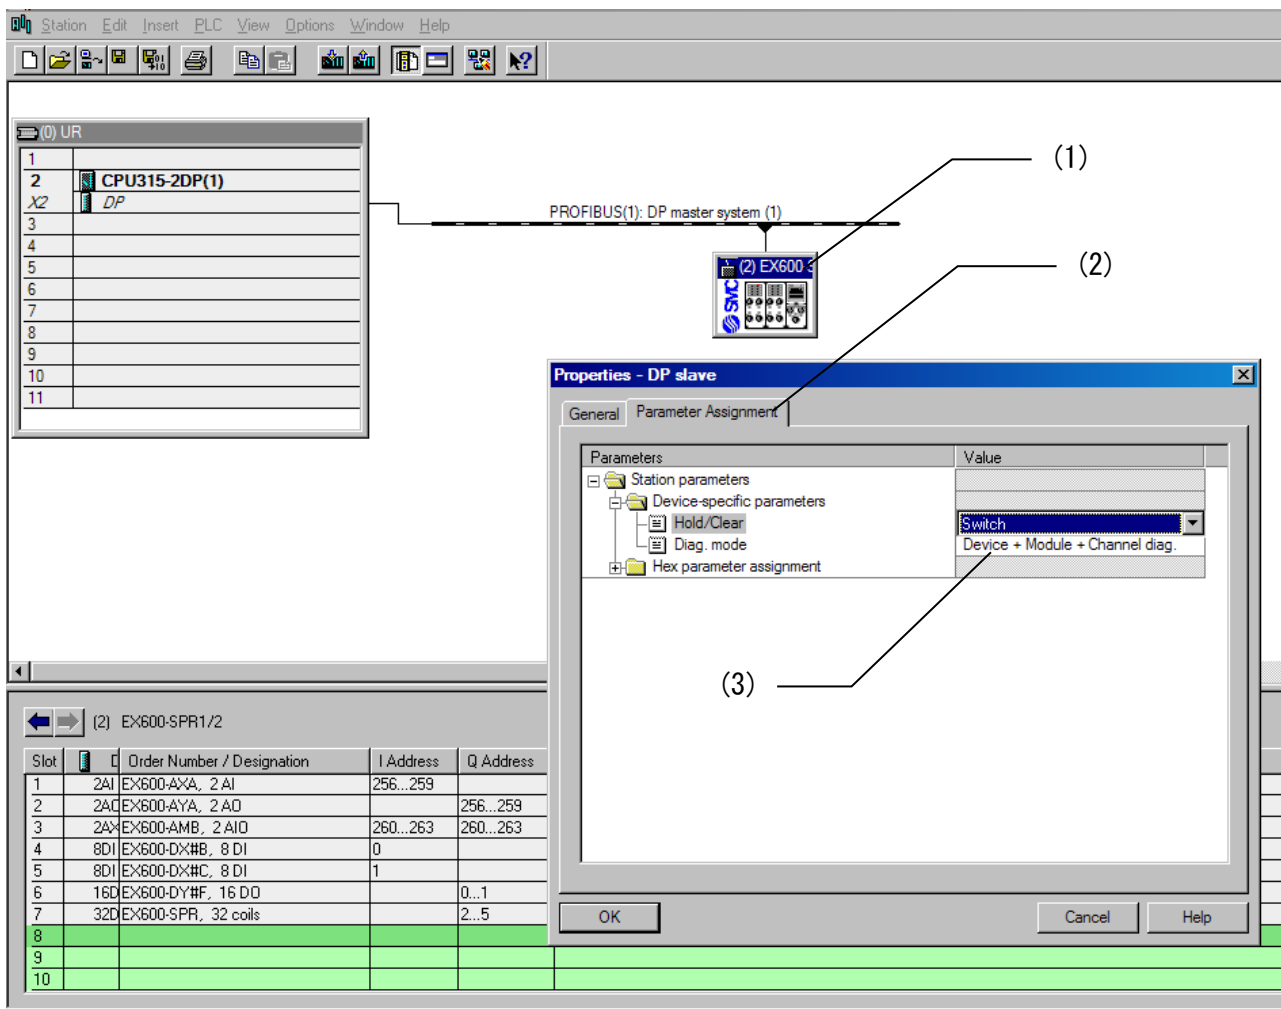 Station Edit Insert PLC View Options Window Help
(0) UR
1
2 CPU315-2DP(1)
X2 DP
3
4
5
6
7
8
9
10
11
PROFIBUS(1): DP master system (1)
(1)
(2) EX600
SMC
(2)
Properties - DP slave
General Parameter Assignment
Parameters Value
Station parameters
Device-specific parameters
Hold/Clear Switch
Diag. mode Device + Module + Channel diag.
Hex parameter assignment
(3)
OK Cancel Help
(2) EX600-SPR1/2
Slot D Order Number / Designation I Address Q Address
1 2AI EX600-AXA, 2 AI 256...259
2 2AO EX600-AYA, 2 AO 256...259
3 2AX EX600-AMB, 2 AIO 260...263 260...263
4 8DI EX600-DX#B, 8 DI 0
5 8DI EX600-DX#C, 8 DI 1
6 16D EX600-DY#F, 16 DO 0...1
7 32D EX600-SPR, 32 coils 2...5
8
9
10